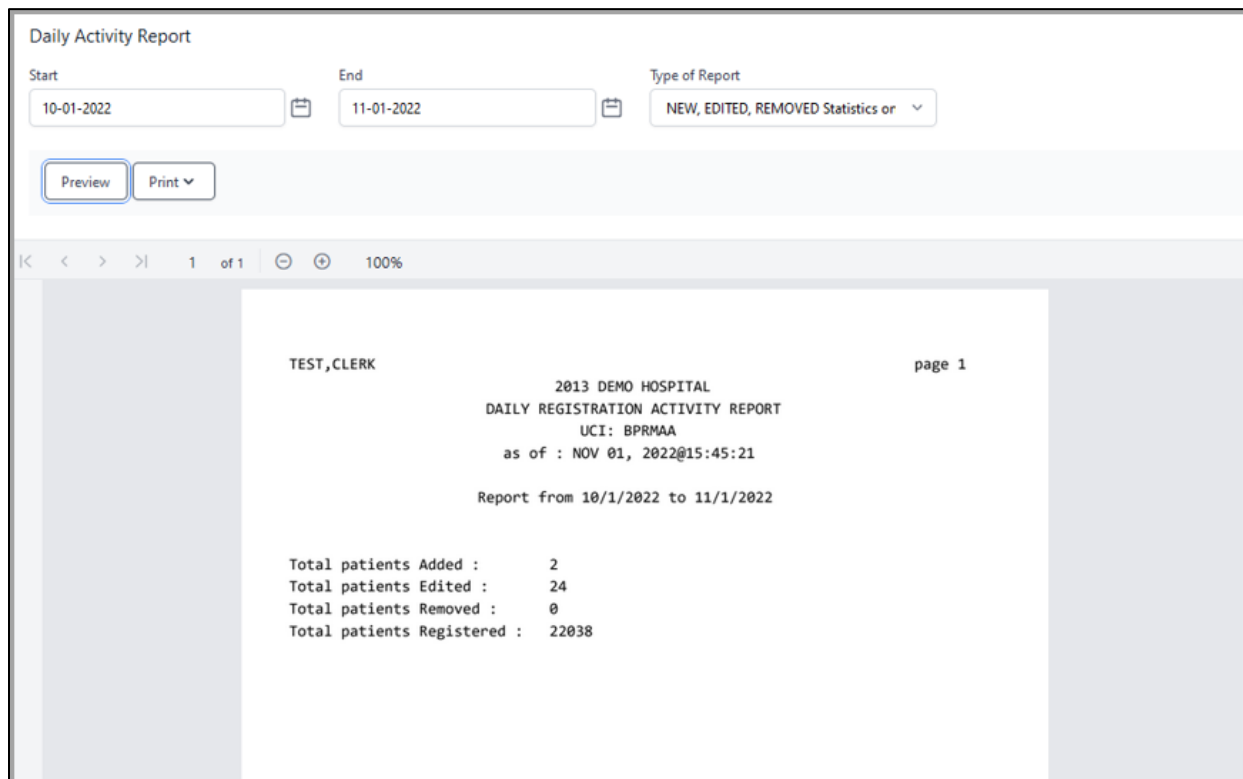 Daily Activity Report
Start End Type of Report
10-01-2022 11-01-2022 NEW, EDITED, REMOVED Statistics or
Preview Print
1 of 1 100%
TEST,CLERK page 1
2013 DEMO HOSPITAL
DAILY REGISTRATION ACTIVITY REPORT
UCI: BPRMAA
as of : NOV 01, 2022@15:45:21
Report from 10/1/2022 to 11/1/2022
Total patients Added : 2
Total patients Edited : 24
Total patients Removed : 0
Total patients Registered : 22038